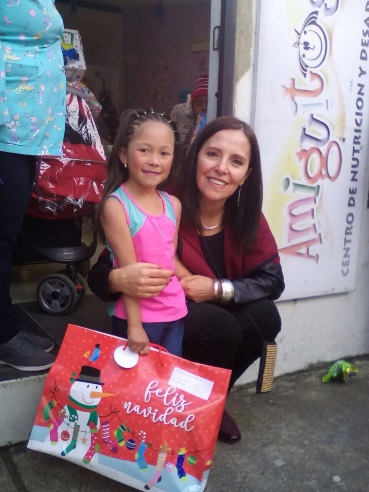 Amiguitos
CENTRO DE NUTRICION Y DESAR
feliz
navidad